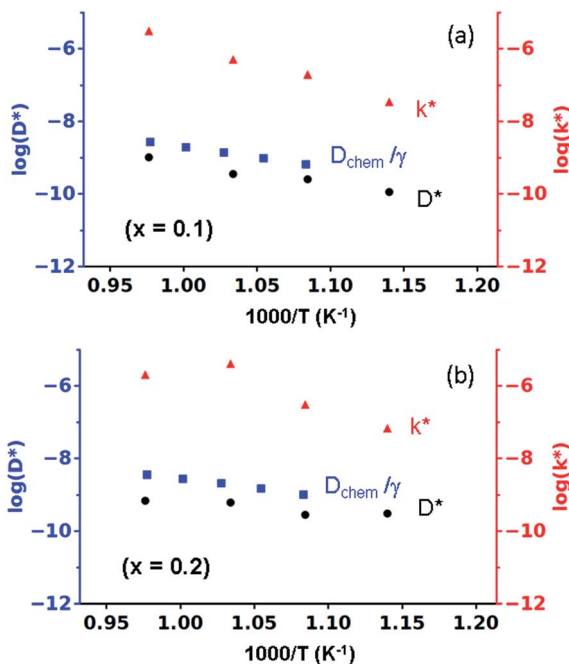 (a)
−6 −6
k*
log(D*)
log(k*)
−8 −8
D_chem /γ
−10 −10
D*
(x = 0.1)
−12 −12
0.95 1.00 1.05 1.10 1.15 1.20
1000/T (K⁻¹)
(b)
−6 −6
k*
log(D*)
log(k*)
−8 −8
D_chem /γ
D*
−10 −10
(x = 0.2)
−12 −12
0.95 1.00 1.05 1.10 1.15 1.20
1000/T (K⁻¹)